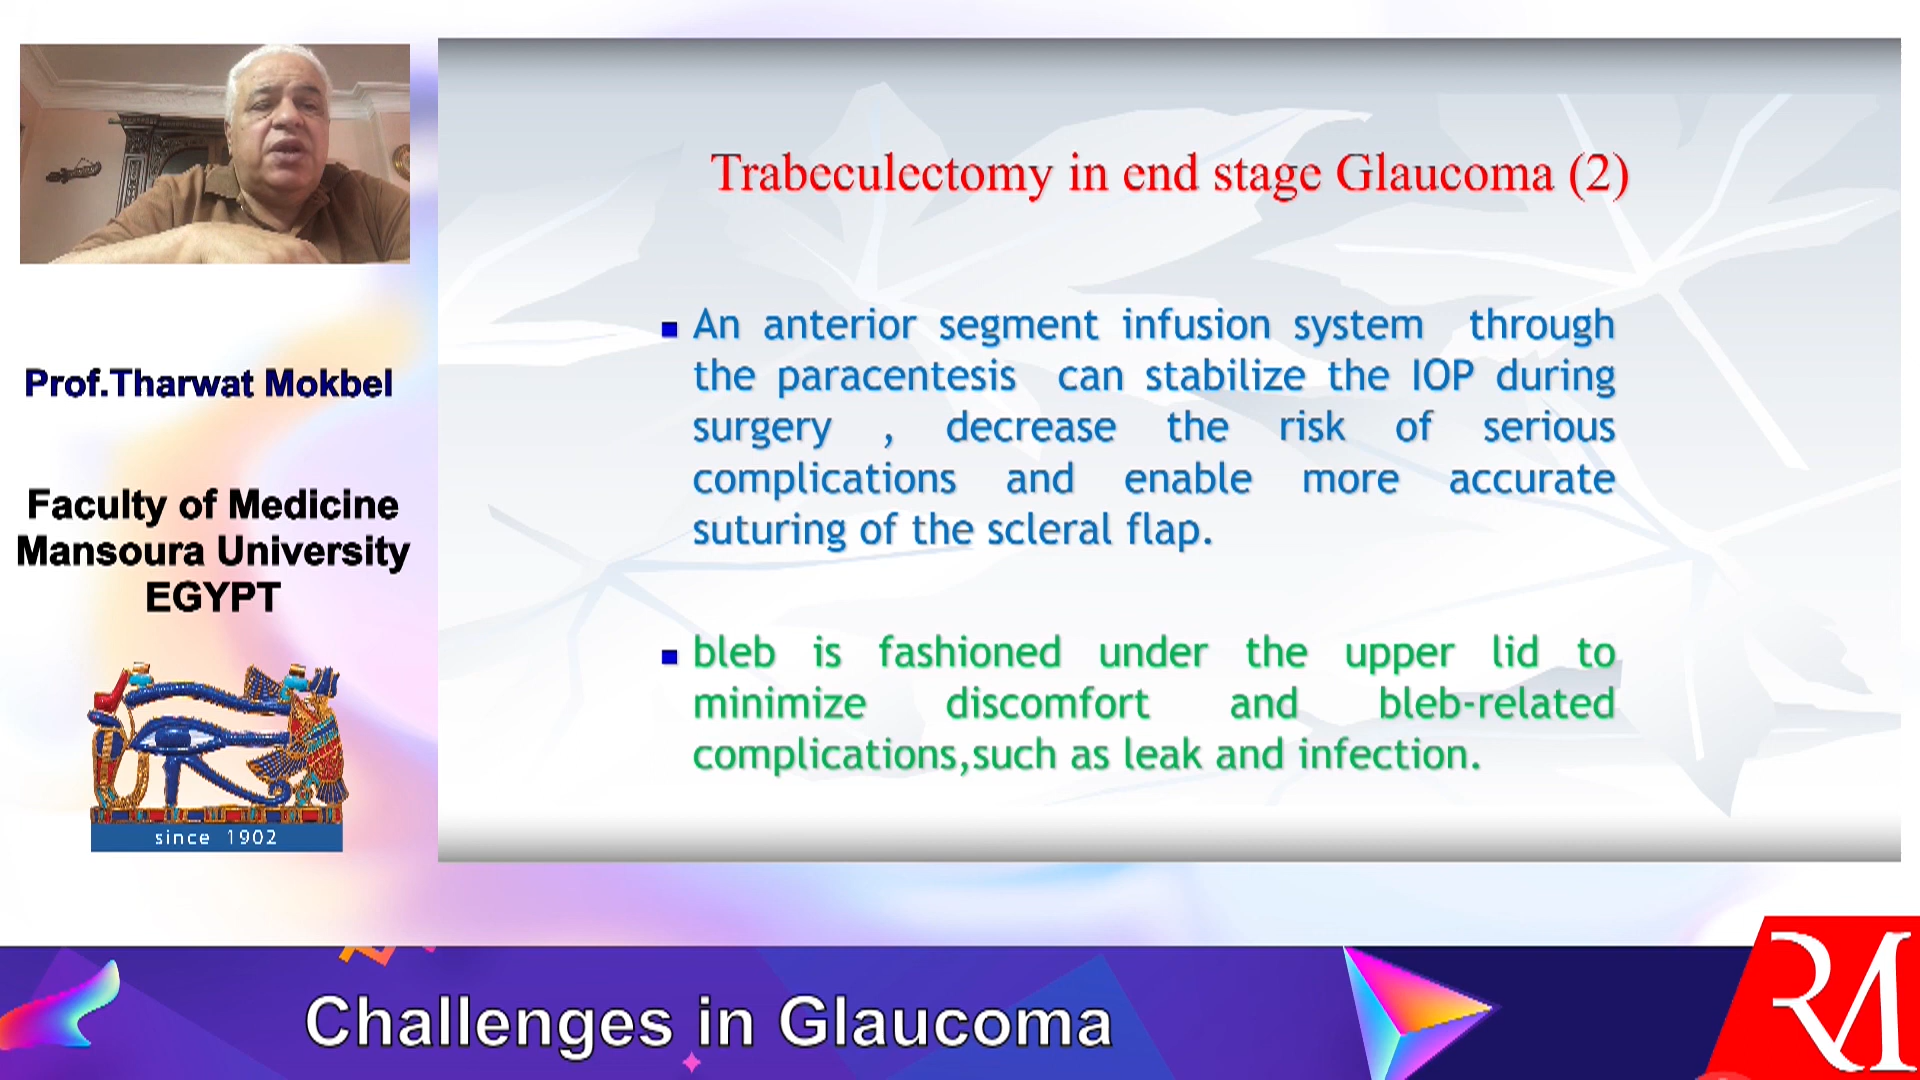 Prof.Tharwat Mokbel
Faculty of Medicine
Mansoura University
EGYPT
since 1902
Trabeculectomy in end stage Glaucoma (2)
An anterior segment infusion system through
the paracentesis can stabilize the IOP during
surgery , decrease the risk of serious
complications and enable more accurate
suturing of the scleral flap.
bleb is fashioned under the upper lid to
minimize discomfort and bleb-related
complications,such as leak and infection.
Challenges in Glaucoma
RM